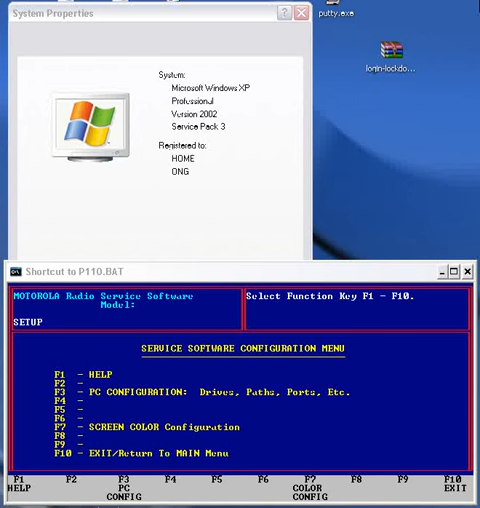 System Properties
putty.exe
login-lockdo...
System:
Microsoft Windows XP
Professional
Version 2002
Service Pack 3
Registered to:
HOME
ONG
Shortcut to P110.BAT
MOTOROLA Radio Service Software
Model:
SETUP
Select Function Key F1 - F10.
SERVICE SOFTWARE CONFIGURATION MENU
F1 - HELP
F2 -
F3 - PC CONFIGURATION: Drives, Paths, Ports, Etc.
F4 -
F5 -
F6 -
F7 - SCREEN COLOR Configuration
F8 -
F9 -
F10 - EXIT/Return To MAIN Menu
F1 F2 F3 F4 F5 F6 F7 F8 F9 F10
HELP PC COLOR EXIT
CONFIG CONFIG